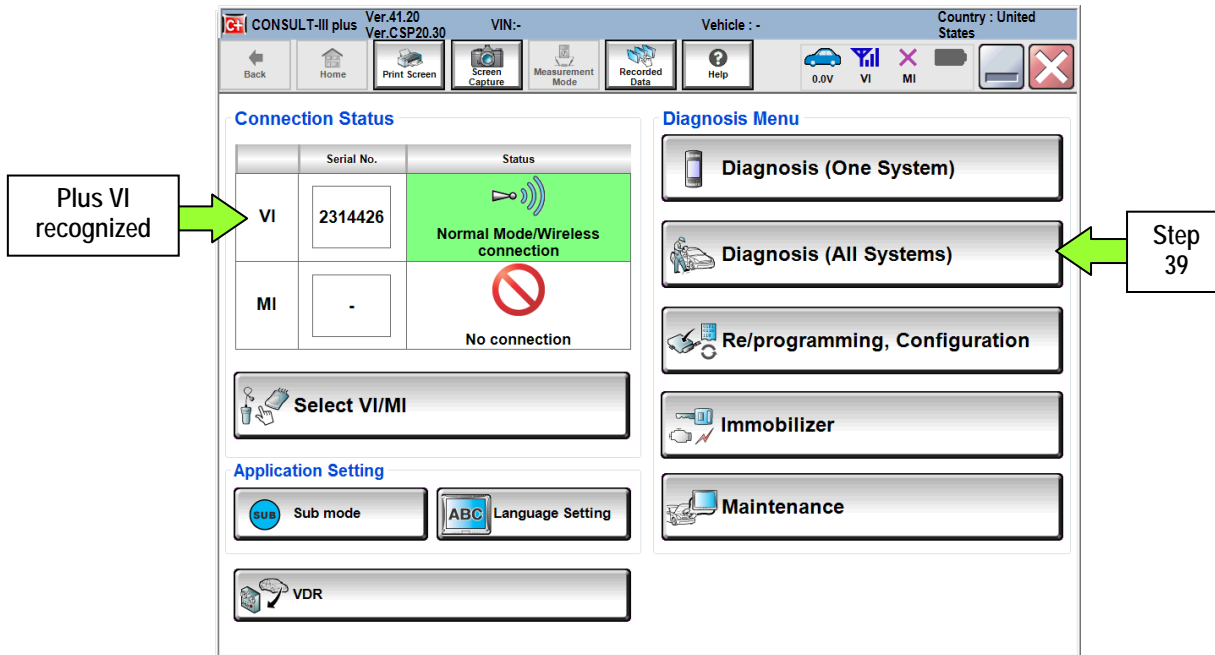 CONSULT-III plus
Ver.41.20
Ver.CSP20.30
VIN:-
Vehicle : -
Country : United
States
Back
Home
Print Screen
Screen
Capture
Measurement
Mode
Recorded
Data
Help
0.0V
VI
MI
Connection Status
Serial No.
Status
VI
2314426
Normal Mode/Wireless
connection
MI
-
No connection
Select VI/MI
Application Setting
SUB
Sub mode
ABC
Language Setting
VDR
Diagnosis Menu
Diagnosis (One System)
Diagnosis (All Systems)
Re/programming, Configuration
Immobilizer
Maintenance
Plus VI
recognized
Step
39